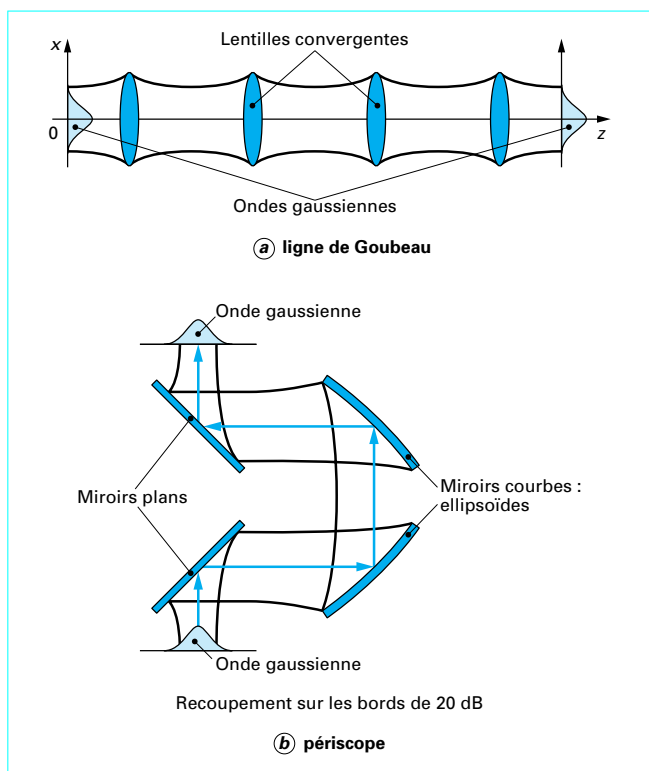 x
Lentilles convergentes
0
z
Ondes gaussiennes
a ligne de Goubeau
Onde gaussienne
Miroirs plans
Miroirs courbes :
ellipsoïdes
Onde gaussienne
Recoupement sur les bords de 20 dB
b périscope